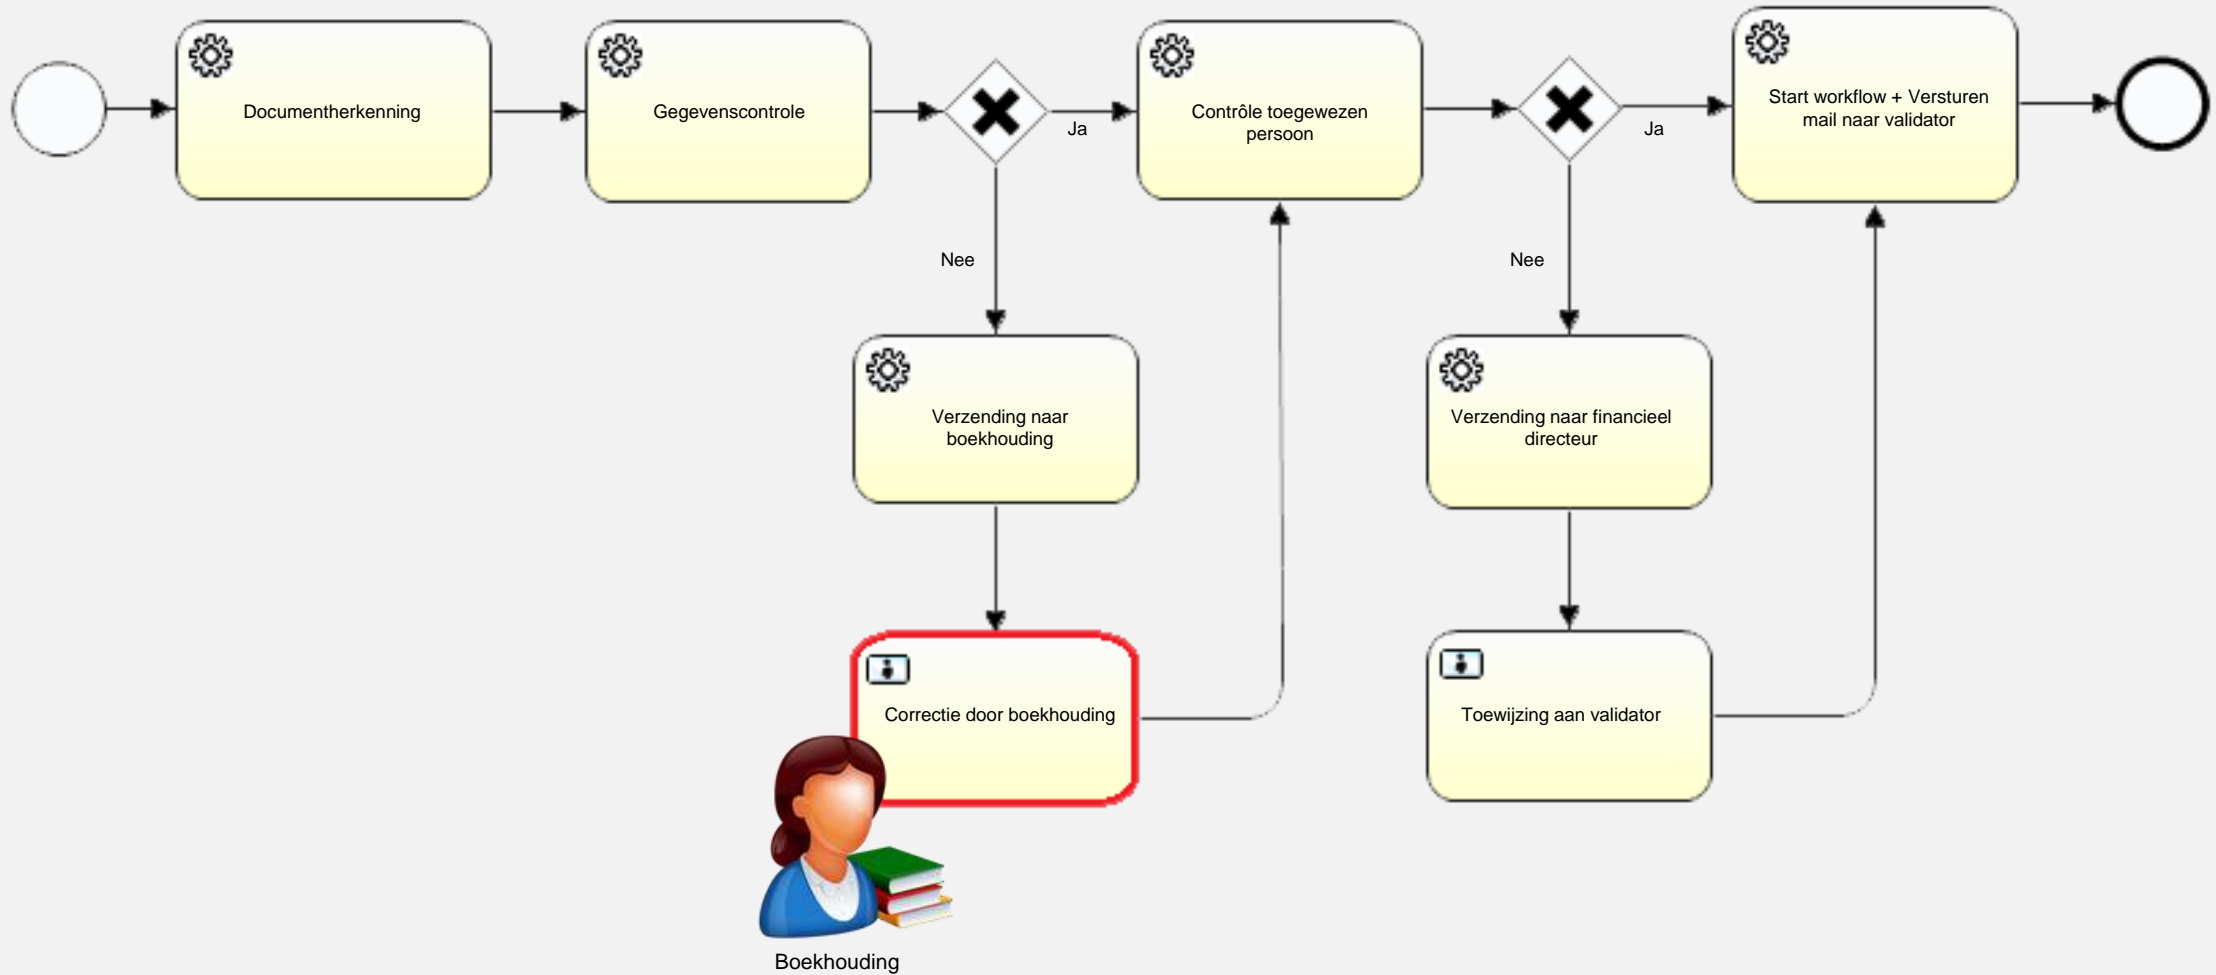 Documentherkenning
Gegevenscontrole
Ja
Contrôle toegewezen
persoon
Ja
Start workflow + Versturen
mail naar validator
Nee
Nee
Verzending naar
boekhouding
Verzending naar financieel
directeur
Correctie door boekhouding
Toewijzing aan validator
Boekhouding